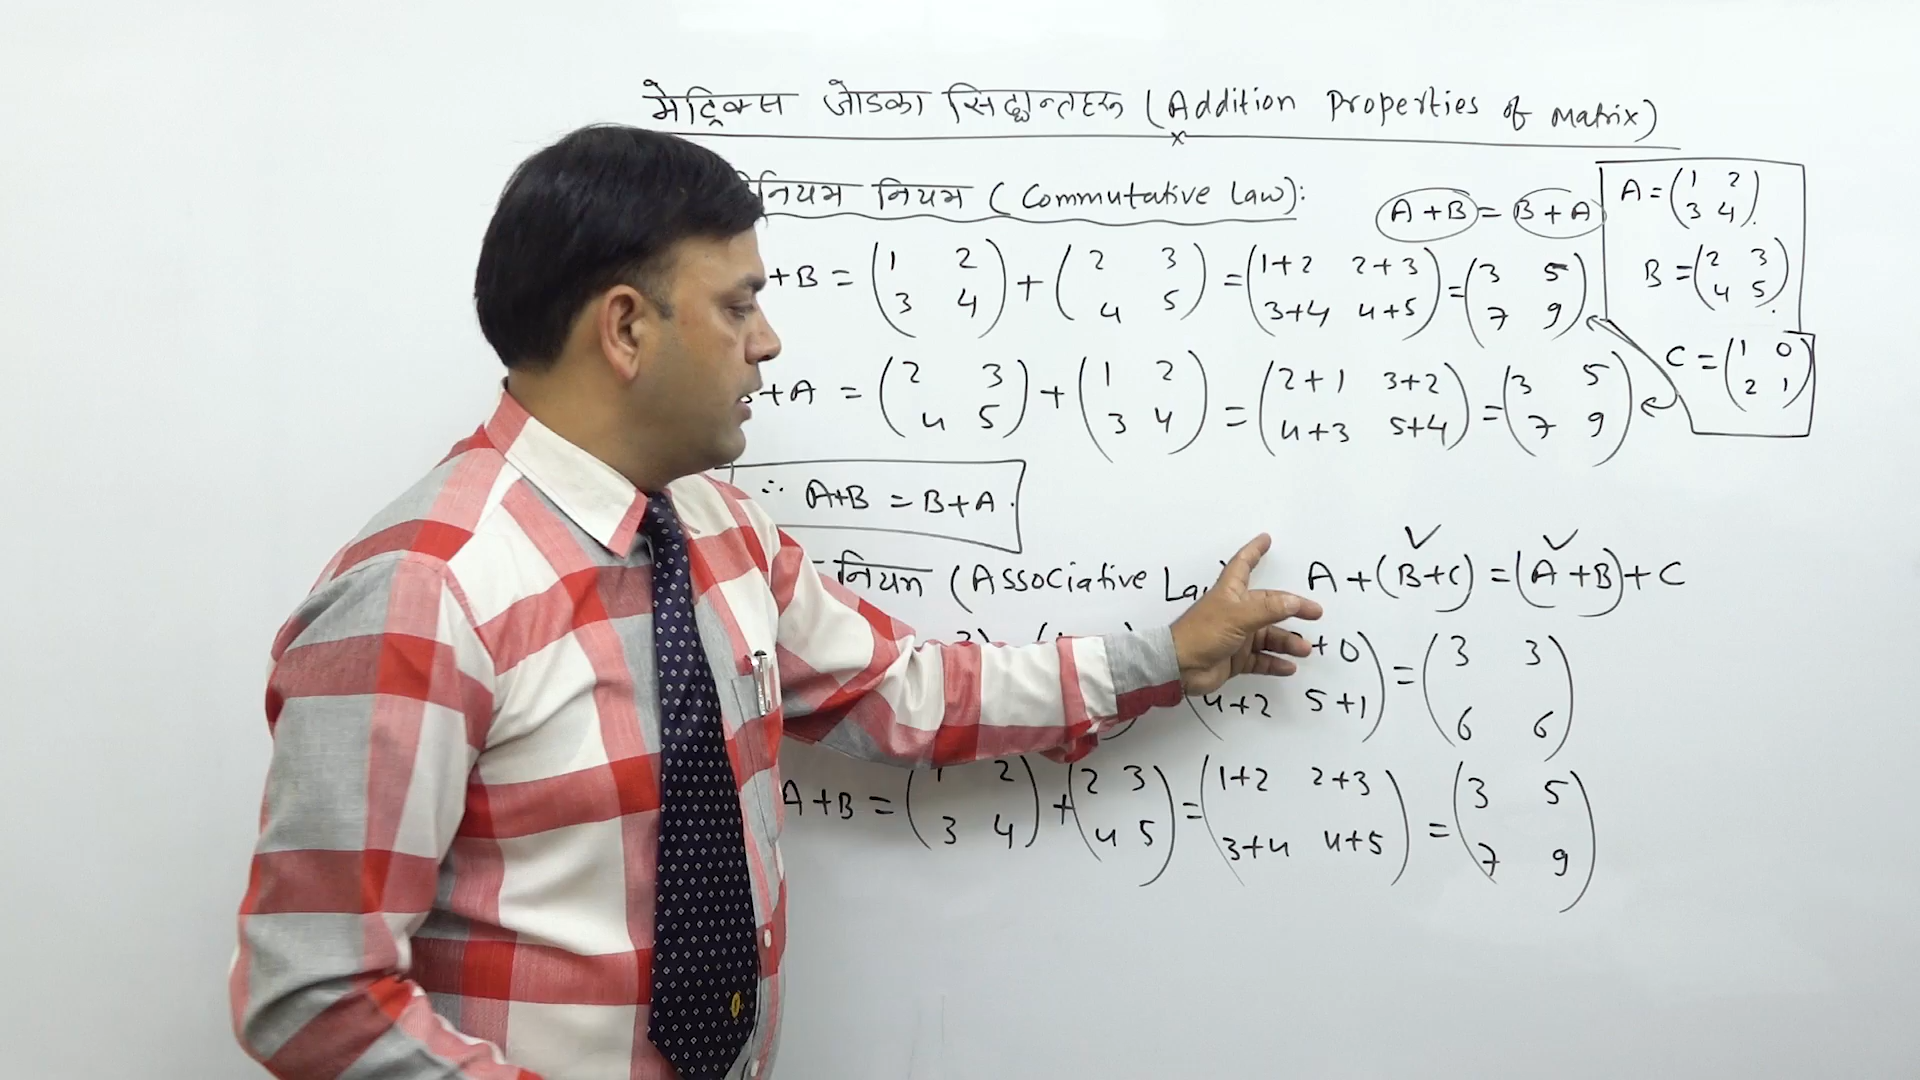 मेट्रिक्स जोडका सिद्धान्तहरु (Addition Properties of Matrix)
नियम (Commutative Law): A+B = B+A
A = (1 2
3 4).
B = (2 3
4 5).
C = (1 0
2 1)
+B = (1 2
3 4) + (2 3
4 5) = (1+2 2+3
3+4 4+5) = (3 5
7 9)
+A = (2 3
4 5) + (1 2
3 4) = (2+1 3+2
4+3 5+4) = (3 5
7 9)
∴ A+B = B+A.
नियम (Associative A+(B+C) = (A+B)+C
+0
4+2 5+1) = (3 3
6 6)
A+B = (1 2
3 4) + (2 3
4 5) = (1+2 2+3
3+4 4+5) = (3 5
7 9)